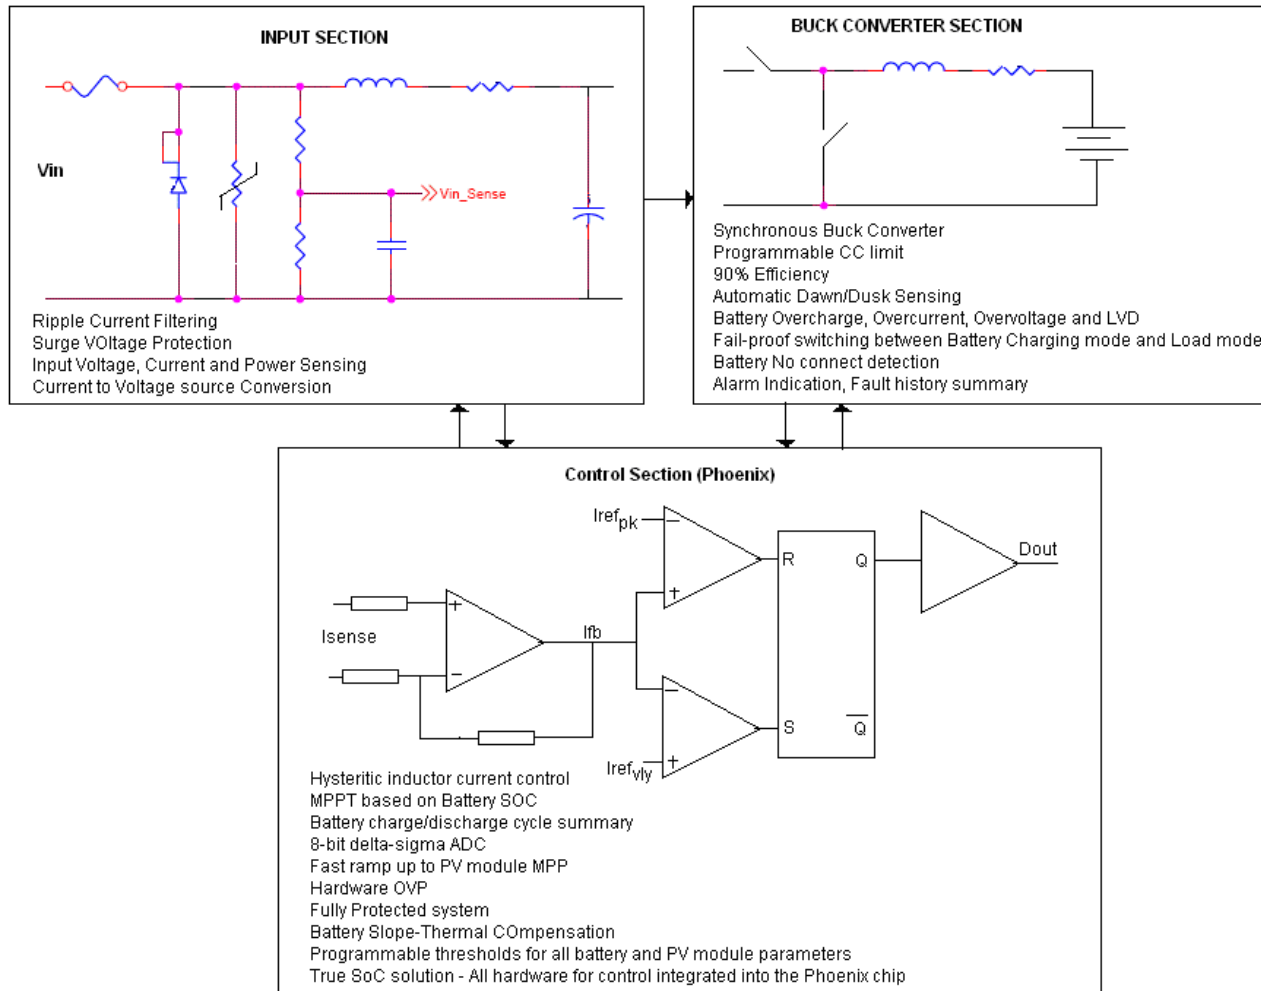 INPUT SECTION
Vin
Vin_Sense
Ripple Current Filtering
Surge VOltage Protection
Input Voltage, Current and Power Sensing
Current to Voltage source Conversion
BUCK CONVERTER SECTION
Synchronous Buck Converter
Programmable CC limit
90% Efficiency
Automatic Dawn/Dusk Sensing
Battery Overcharge, Overcurrent, Overvoltage and LVD
Fail-proof switching between Battery Charging mode and Load mode
Battery No connect detection
Alarm Indication, Fault history summary
Control Section (Phoenix)
Iref pk
Isense
Ifb
R
Q
Dout
S
Q
Iref vly
Hysteritic inductor current control
MPPT based on Battery SOC
Battery charge/discharge cycle summary
8-bit delta-sigma ADC
Fast ramp up to PV module MPP
Hardware OVP
Fully Protected system
Battery Slope-Thermal COmpensation
Programmable thresholds for all battery and PV module parameters
True SoC solution - All hardware for control integrated into the Phoenix chip